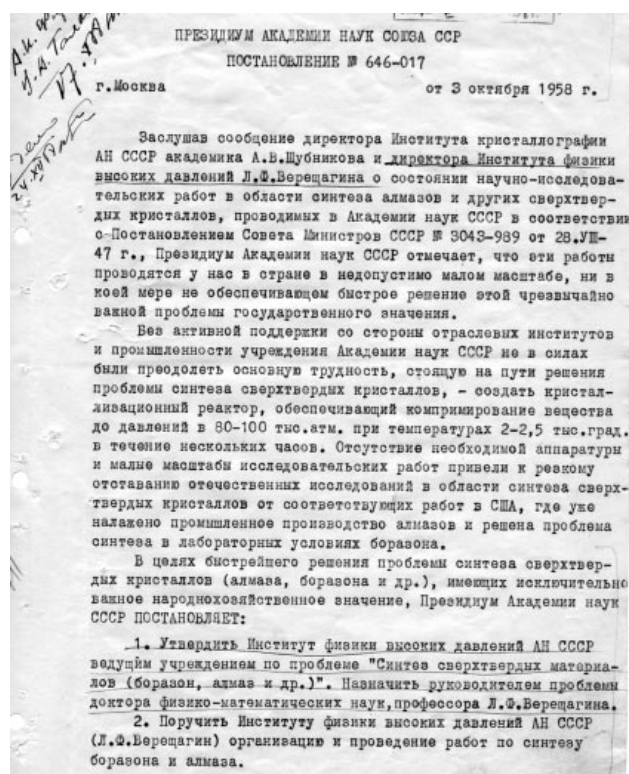 ПРЕЗИДИУМ АКАДЕМИИ НАУК СОЮЗА ССР
ПОСТАНОВЛЕНИЕ № 646-017
г.Москва от 3 октября 1958 г.
Заслушав сообщение директора Института кристаллографии
АН СССР академика А.В.Шубникова и директора Института физики
высоких давлений Л.Ф.Верещагина о состоянии научно-исследова-
тельских работ в области синтеза алмазов и других сверхтвер-
дых кристаллов, проводимых в Академии наук СССР в соответствии
с Постановлением Совета Министров СССР № 3043-989 от 28.УШ-
47 г., Президиум Академии наук СССР отмечает, что эти работы
проводятся у нас в стране в недопустимо малом масштабе, ни в
коей мере не обеспечивающем быстрое решение этой чрезвычайно
важной проблемы государственного значения.
Без активной поддержки со стороны отраслевых институтов
и промышленности учреждения Академии наук СССР не в силах
были преодолеть основную трудность, стоящую на пути решения
проблемы синтеза сверхтвердых кристаллов, - создать кристал-
лизационный реактор, обеспечивающий компримирование вещества
до давлений в 80-100 тыс.атм. при температурах 2-2,5 тыс.град.
в течение нескольких часов. Отсутствие необходимой аппаратуры
и малые масштабы исследовательских работ привели к резкому
отставанию отечественных исследований в области синтеза сверх-
твердых кристаллов от соответствующих работ в США, где уже
налажено промышленное производство алмазов и решена проблема
синтеза в лабораторных условиях боразона.
В целях быстрейшего решения проблемы синтеза сверхтвер-
дых кристаллов (алмаза, боразона и др.), имеющих исключительно
важное народнохозяйственное значение, Президиум Академии наук
СССР ПОСТАНОВЛЯЕТ:
1. Утвердить Институт физики высоких давлений АН СССР
ведущим учреждением по проблеме "Синтез сверхтвердых материа-
лов (боразон, алмаз и др.)". Назначить руководителем проблемы
доктора физико-математических наук,профессора Л.Ф.Верещагина.
2. Поручить Институту физики высоких давлений АН СССР
(Л.Ф.Верещагин) организацию и проведение работ по синтезу
боразона и алмаза.